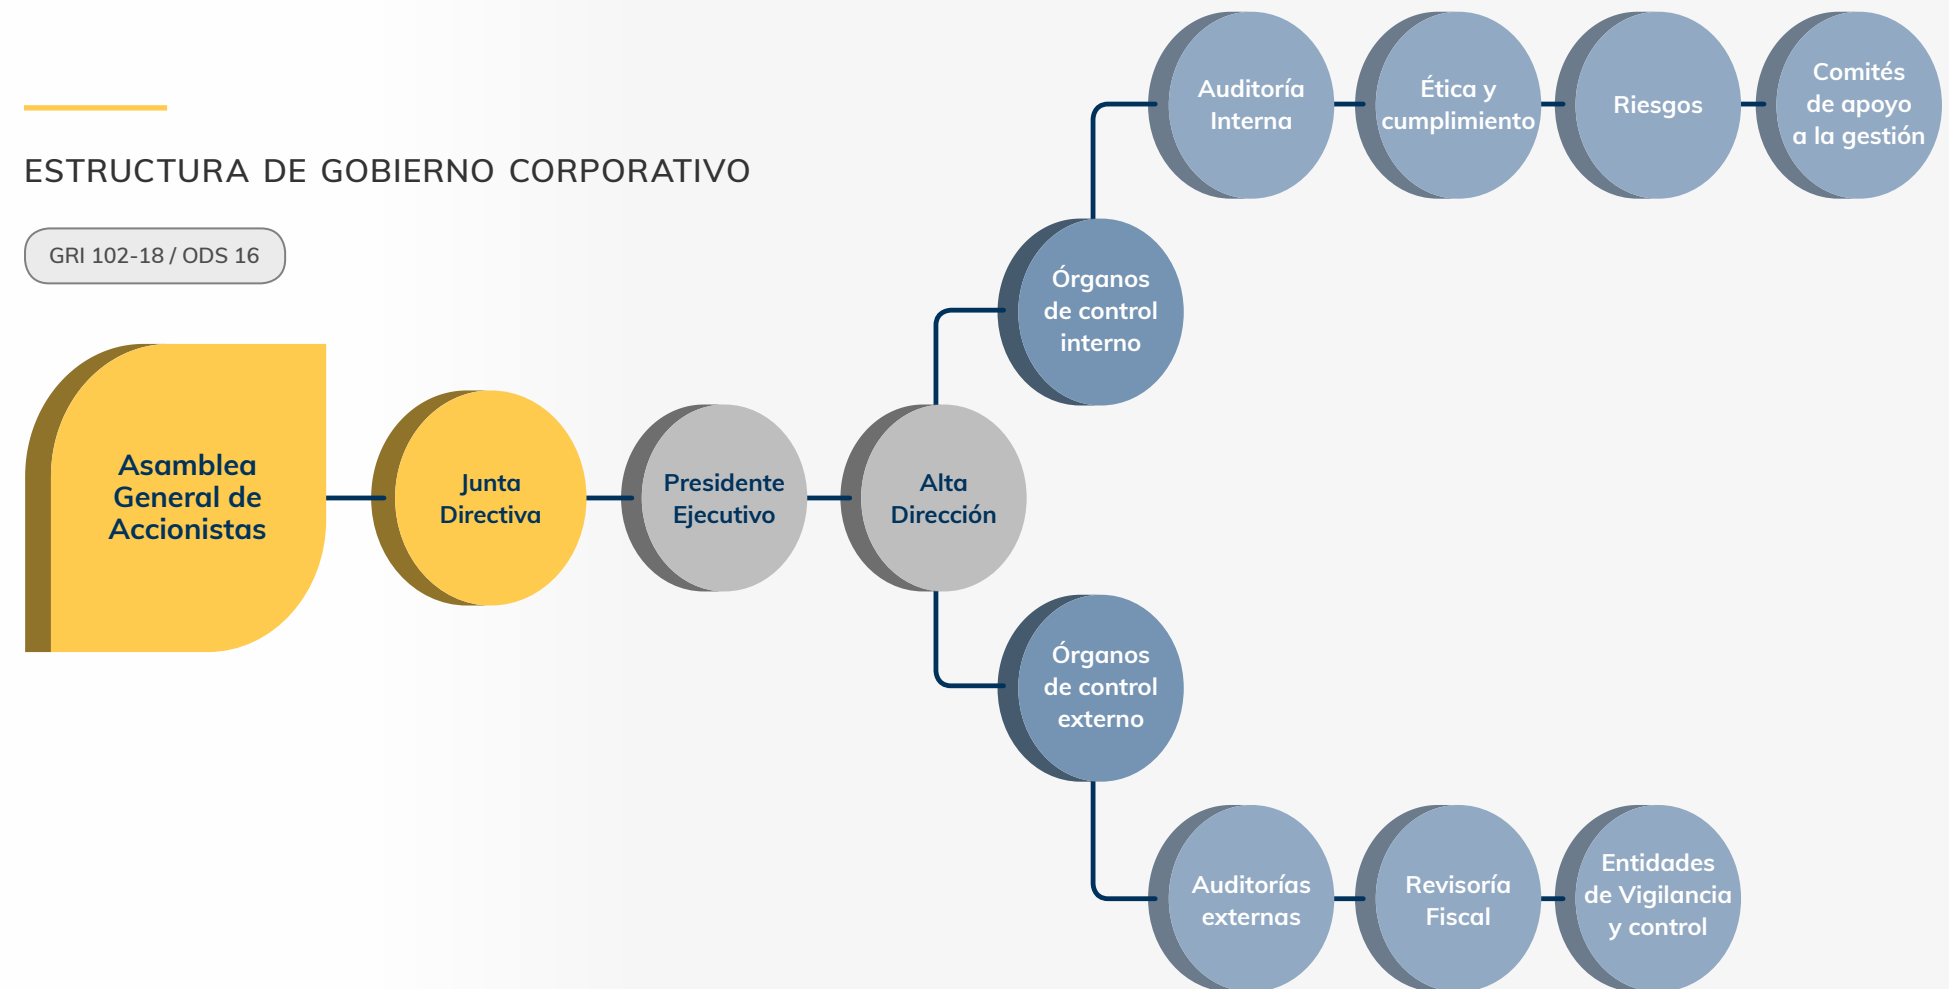 ESTRUCTURA DE GOBIERNO CORPORATIVO
GRI 102-18 / ODS 16
Asamblea
General de
Accionistas
Junta
Directiva
Presidente
Ejecutivo
Alta
Dirección
Órganos
de control
interno
Auditoría
Interna
Ética y
cumplimiento
Riesgos
Comités
de apoyo
a la gestión
Órganos
de control
externo
Auditorías
externas
Revisoría
Fiscal
Entidades
de Vigilancia
y control